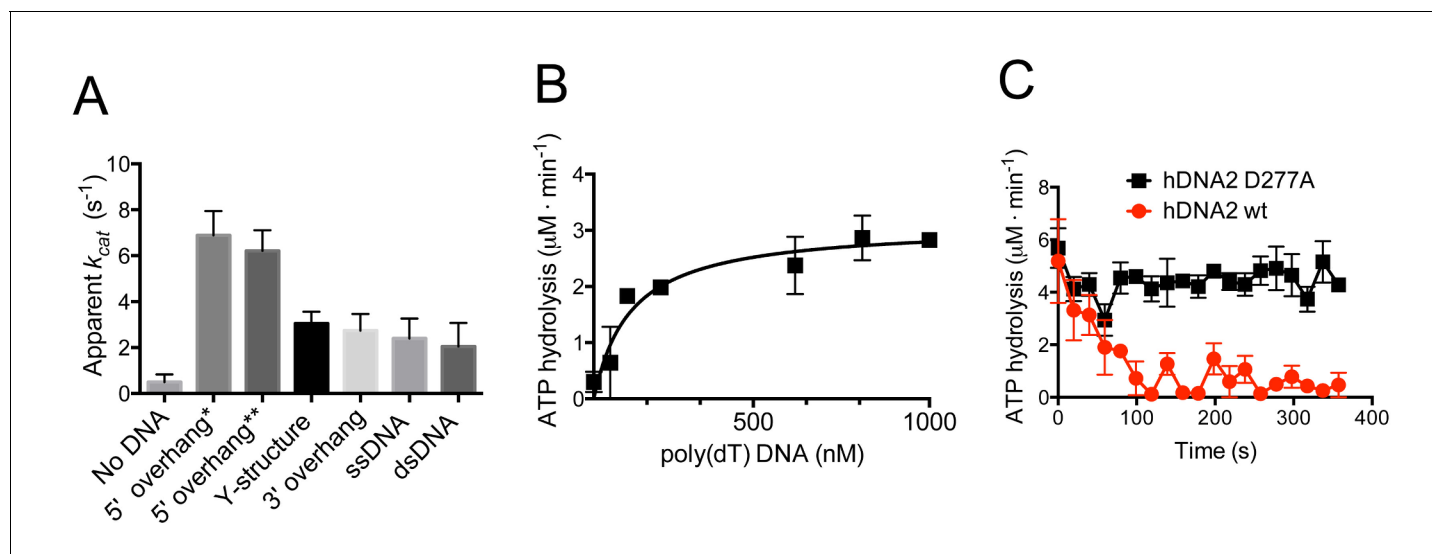 A
Apparent kcat (s-1)
10
8
6
4
2
0
No DNA
5' overhang*
5' overhang**
Y-structure
3' overhang
ssDNA
dsDNA
B
ATP hydrolysis (μM · min-1)
4
3
2
1
0
500
1000
poly(dT) DNA (nM)
C
ATP hydrolysis (μM · min-1)
8
6
4
2
0
hDNA2 D277A
hDNA2 wt
0
100
200
300
400
Time (s)